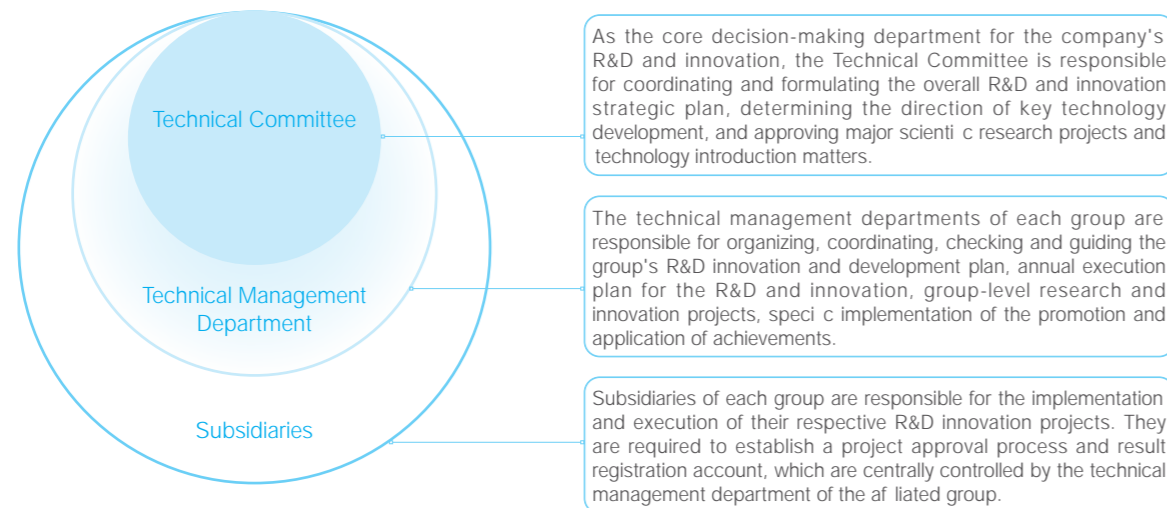 Technical Committee
Technical Management
Department
Subsidiaries
As the core decision-making department for the company's
R&D and innovation, the Technical Committee is responsible
for coordinating and formulating the overall R&D and innovation
strategic plan, determining the direction of key technology
development, and approving major scienti c research projects and
technology introduction matters.
The technical management departments of each group are
responsible for organizing, coordinating, checking and guiding the
group's R&D innovation and development plan, annual execution
plan for the R&D and innovation, group-level research and
innovation projects, speci c implementation of the promotion and
application of achievements.
Subsidiaries of each group are responsible for the implementation
and execution of their respective R&D innovation projects. They
are required to establish a project approval process and result
registration account, which are centrally controlled by the technical
management department of the af liated group.